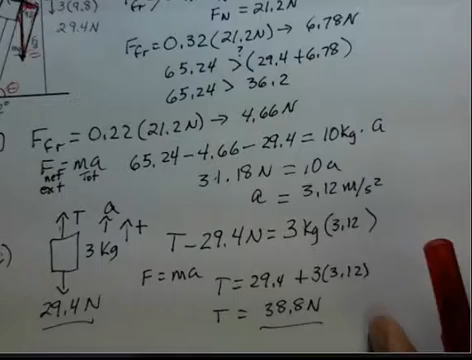 ↓3(9.8)
29.4N
FN = 21.2N
Ffr = 0.32(21.2N) → 6.78N
65.24 >? (29.4 + 6.78)
65.24 > 36.2
Ffr = 0.22(21.2N) → 4.66N
Fnet ext = mtot a
65.24 - 4.66 - 29.4 = 10kg · a
31.18N = 10a
a = 3.12 m/s²
T a +
3 kg
29.4N
T - 29.4N = 3kg(3.12)
F = ma
T = 29.4 + 3(3.12)
T = 38.8N